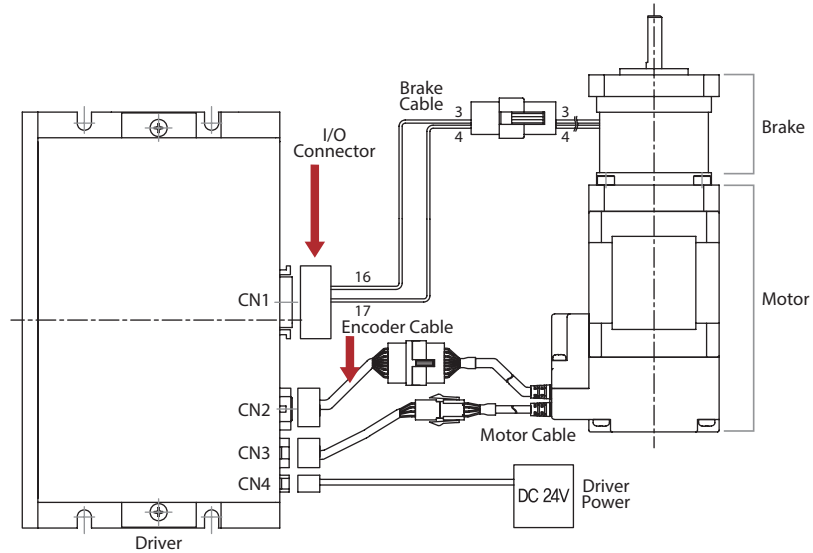 Brake
Cable
3
4
3
4
Brake
I/O
Connector
16
CN1
17
Motor
Encoder Cable
CN2
Motor Cable
CN3
CN4
DC 24V
Driver
Power
Driver